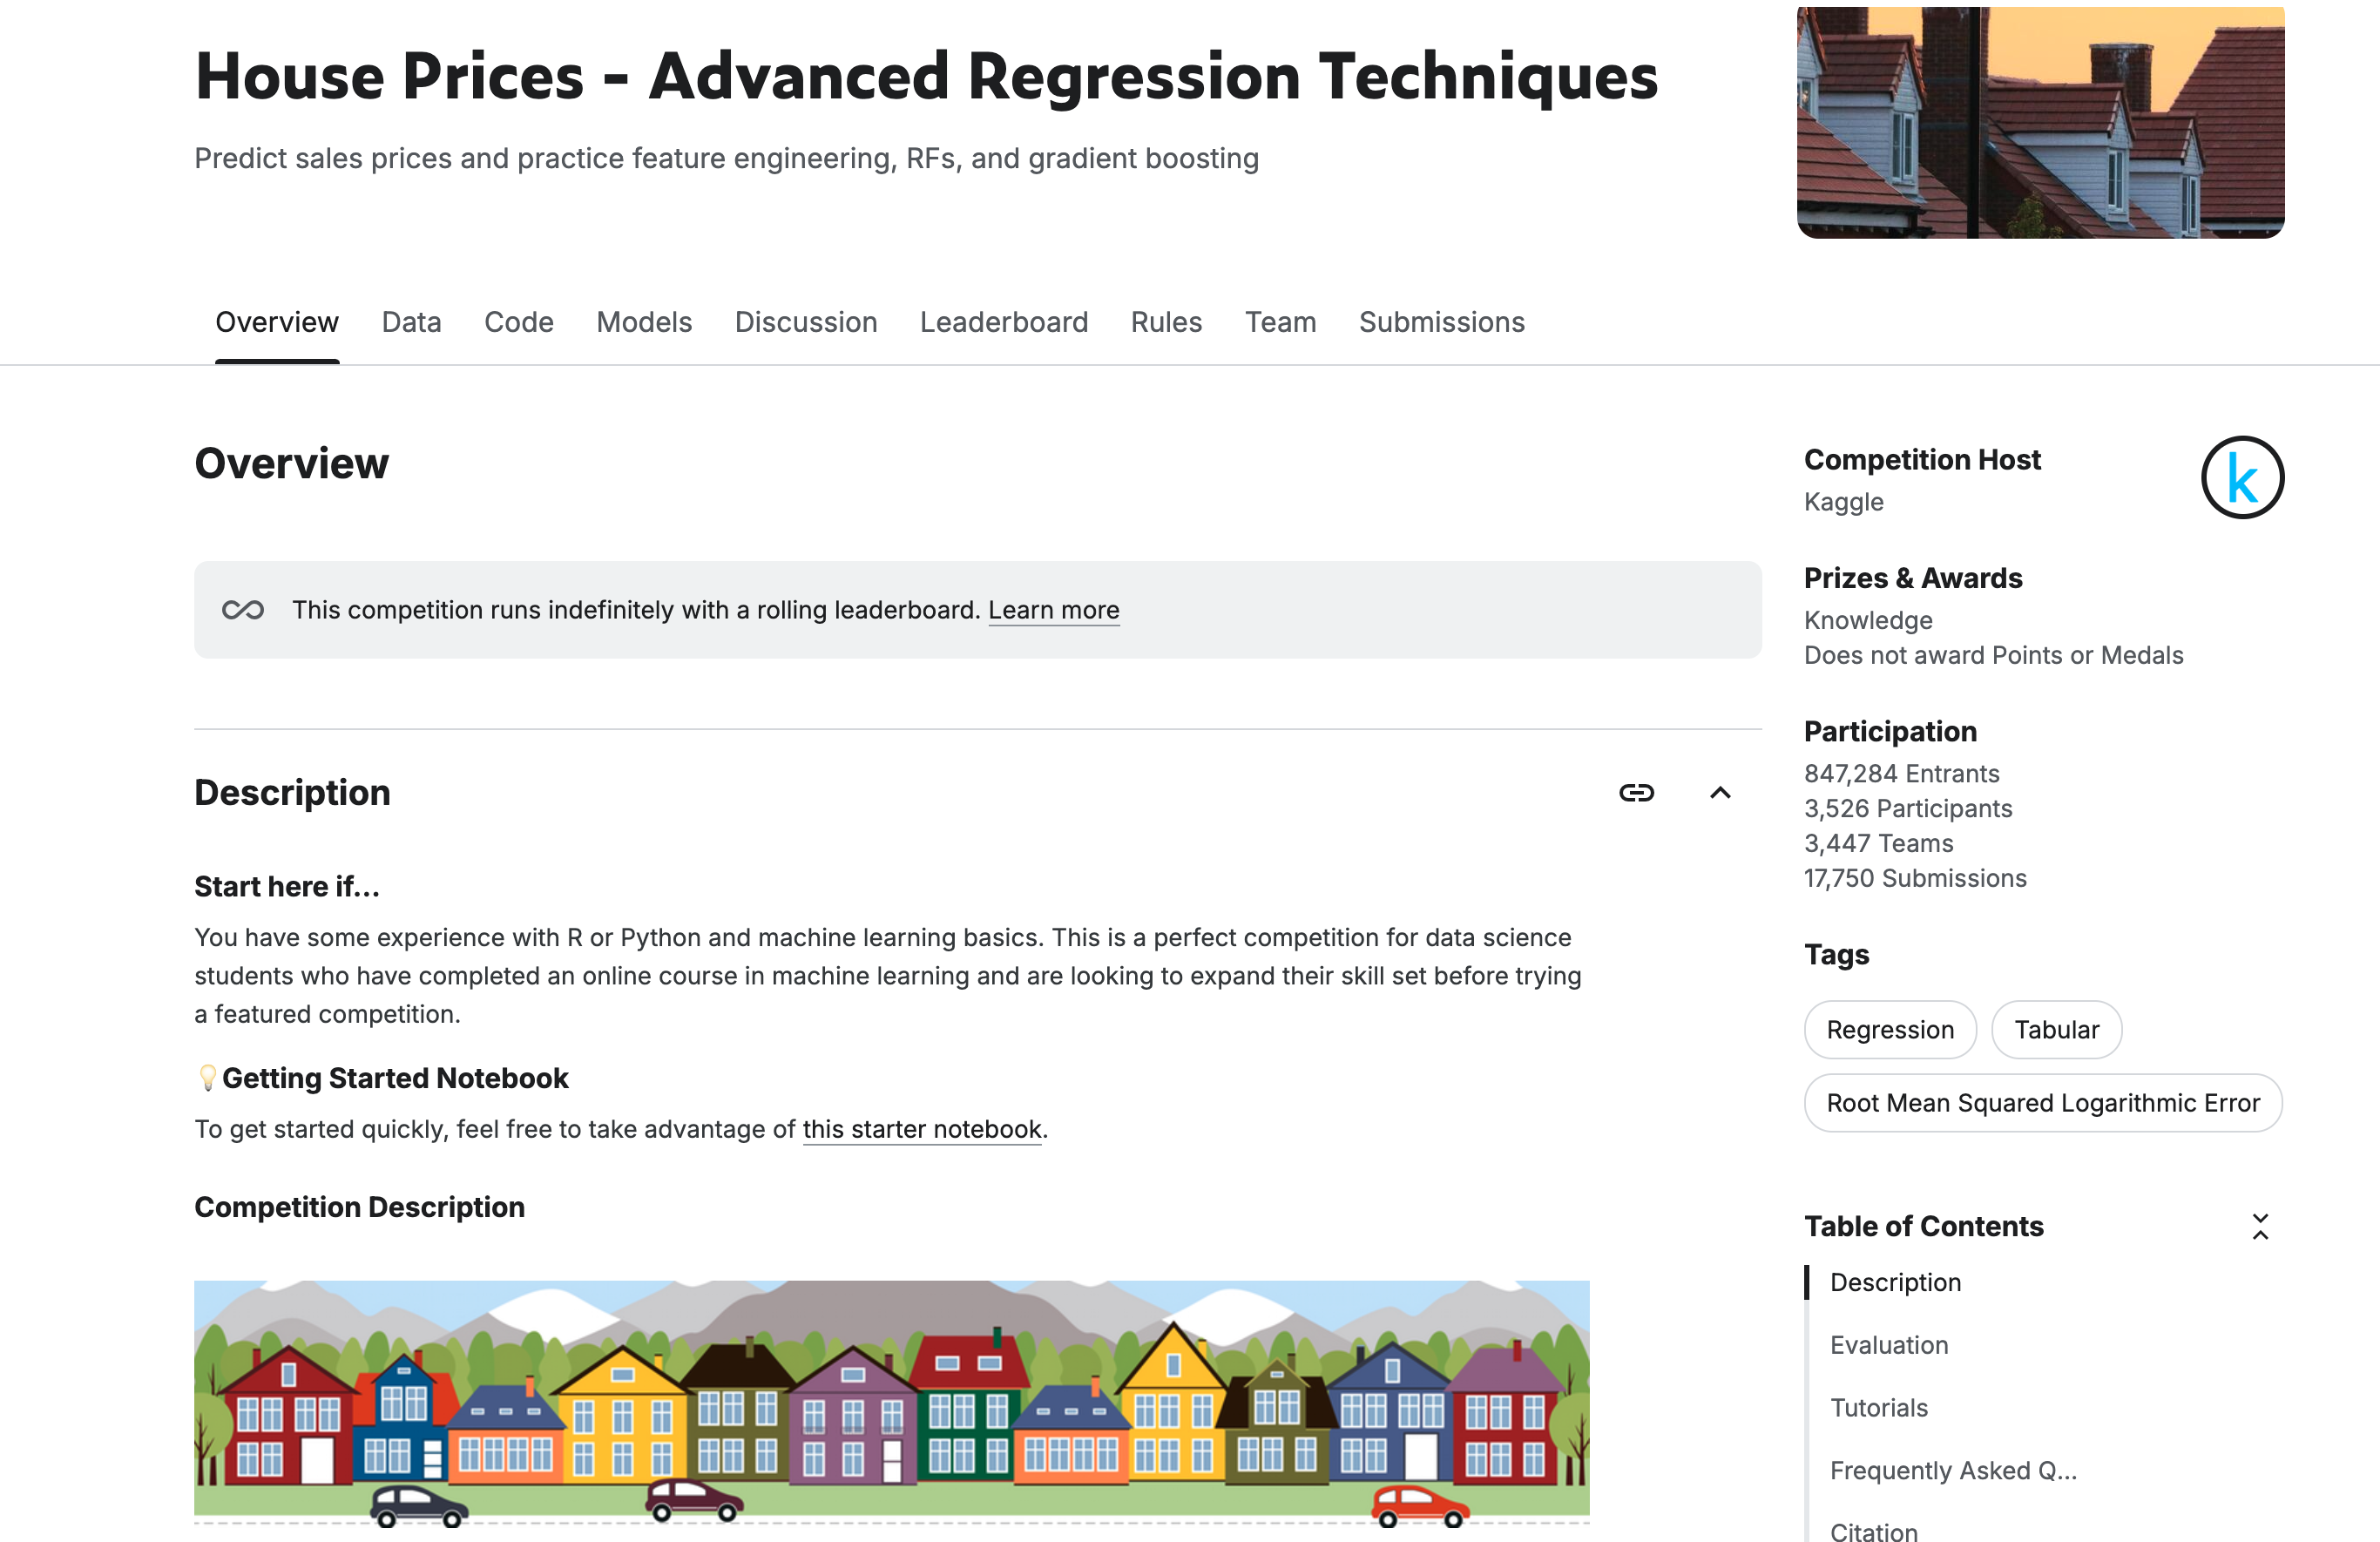 House Prices - Advanced Regression Techniques
Predict sales prices and practice feature engineering, RFs, and gradient boosting
Overview Data Code Models Discussion Leaderboard Rules Team Submissions
Overview
This competition runs indefinitely with a rolling leaderboard. Learn more
Description
Start here if...
You have some experience with R or Python and machine learning basics. This is a perfect competition for data science
students who have completed an online course in machine learning and are looking to expand their skill set before trying
a featured competition.
💡Getting Started Notebook
To get started quickly, feel free to take advantage of this starter notebook.
Competition Description
Competition Host
Kaggle
k
Prizes & Awards
Knowledge
Does not award Points or Medals
Participation
847,284 Entrants
3,526 Participants
3,447 Teams
17,750 Submissions
Tags
Regression Tabular
Root Mean Squared Logarithmic Error
Table of Contents
Description
Evaluation
Tutorials
Frequently Asked Q...
Citation